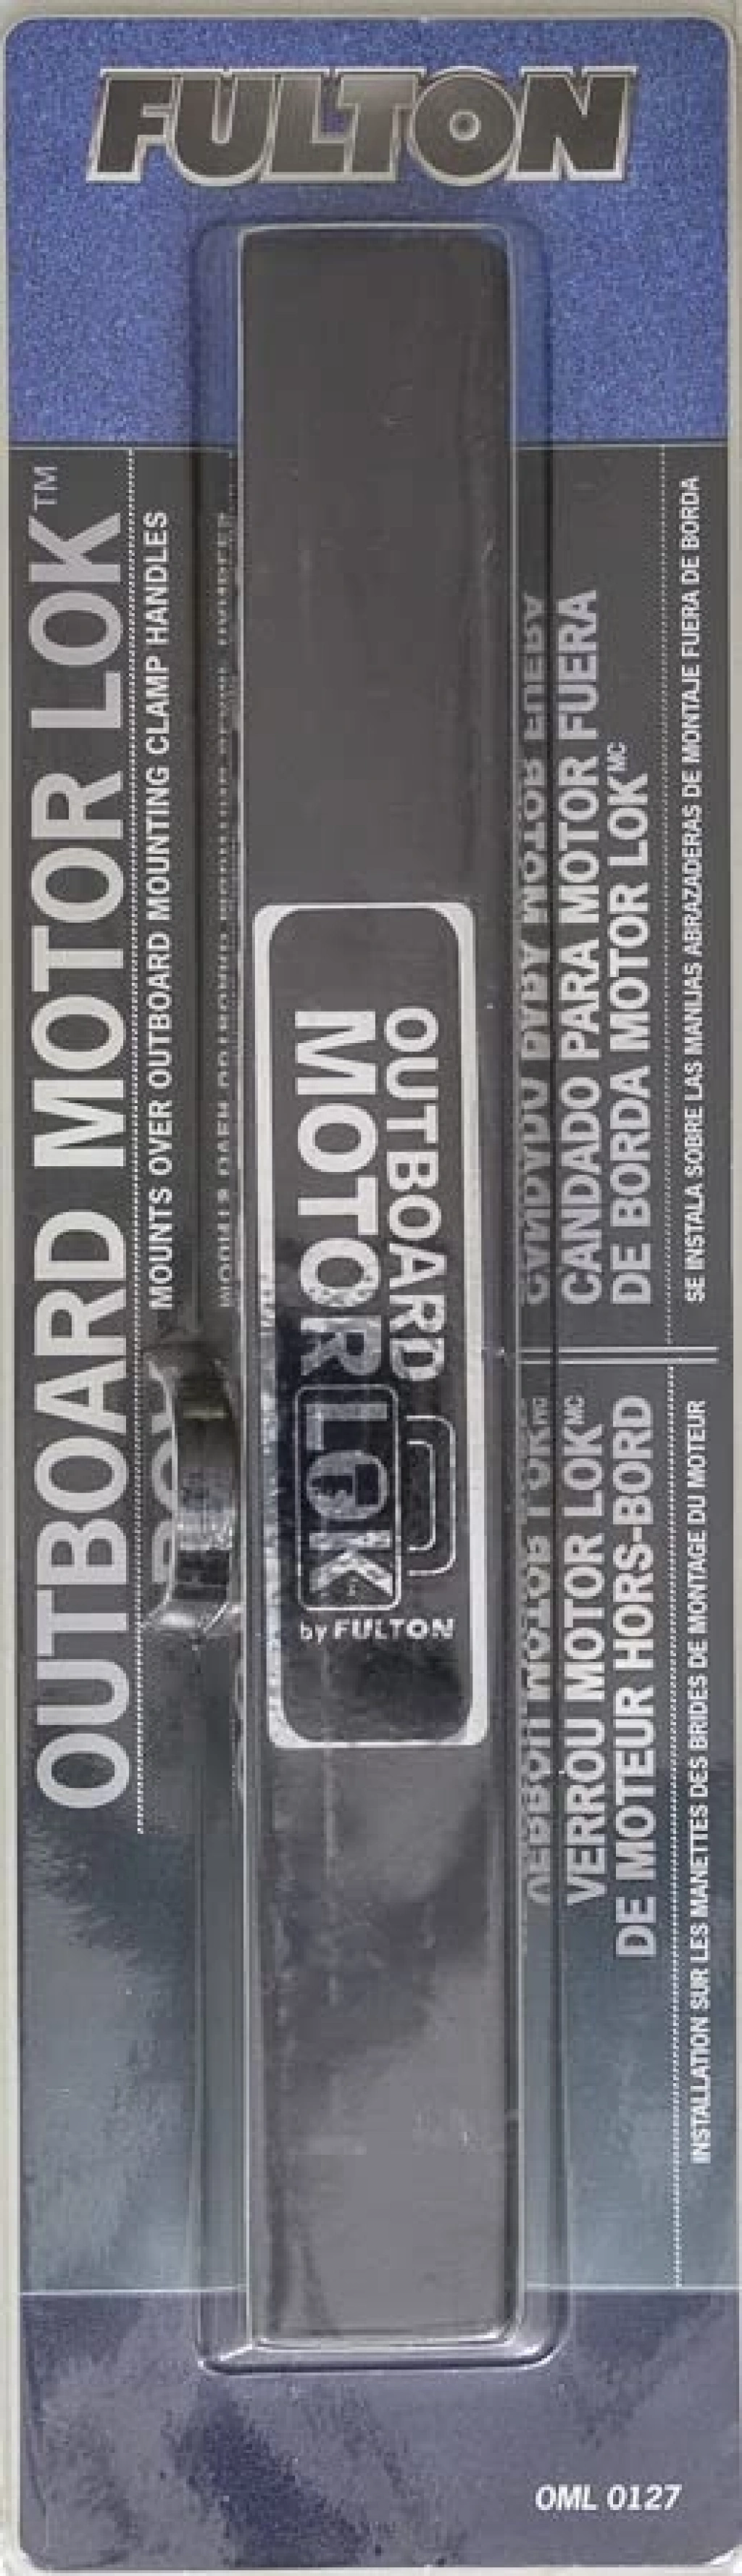 FULTON
OUTBOARD MOTOR LOK™
MOUNTS OVER OUTBOARD MOUNTING CLAMP HANDLES
OUTBOARD
MOTORLOK
by FULTON
CANDADO PARA MOTOR FUERA
DE BORDA MOTOR LOK MC
SE INSTALA SOBRE LAS MANIJAS ABRAZADERAS DE MONTAJE FUERA DE BORDA
VERROU MOTOR LOK MC
DE MOTEUR HORS-BORD
INSTALLATION SUR LES MANETTES DES BRIDES DE MONTAGE DU MOTEUR
OML 0127